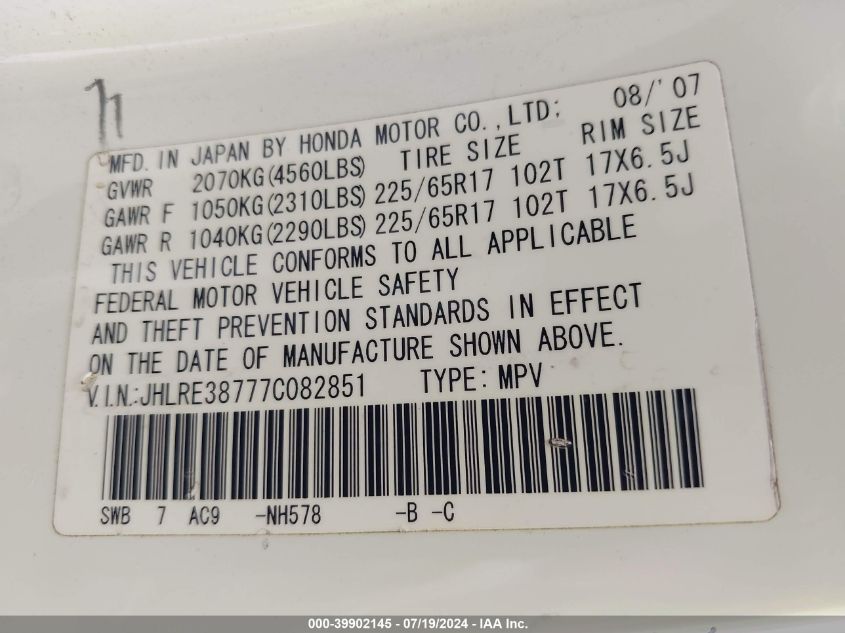 h
MFD. IN JAPAN BY HONDA MOTOR CO., LTD; 08/'07
GVWR 2070KG(4560LBS) TIRE SIZE RIM SIZE
GAWR F 1050KG(2310LBS) 225/65R17 102T 17X6.5J
GAWR R 1040KG(2290LBS) 225/65R17 102T 17X6.5J
THIS VEHICLE CONFORMS TO ALL APPLICABLE
FEDERAL MOTOR VEHICLE SAFETY
AND THEFT PREVENTION STANDARDS IN EFFECT
ON THE DATE OF MANUFACTURE SHOWN ABOVE.
V.I.N.:JHLRE38777C082851 TYPE: MPV
SWB 7 AC9 -NH578 -B -C
000-39902145 - 07/19/2024 - IAA Inc.